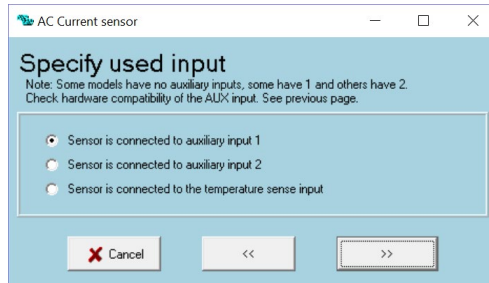 AC Current sensor
Specify used input
Note: Some models have no auxiliary inputs, some have 1 and others have 2.
Check hardware compatibility of the AUX input. See previous page.
Sensor is connected to auxiliary input 1
Sensor is connected to auxiliary input 2
Sensor is connected to the temperature sense input
Cancel << >>